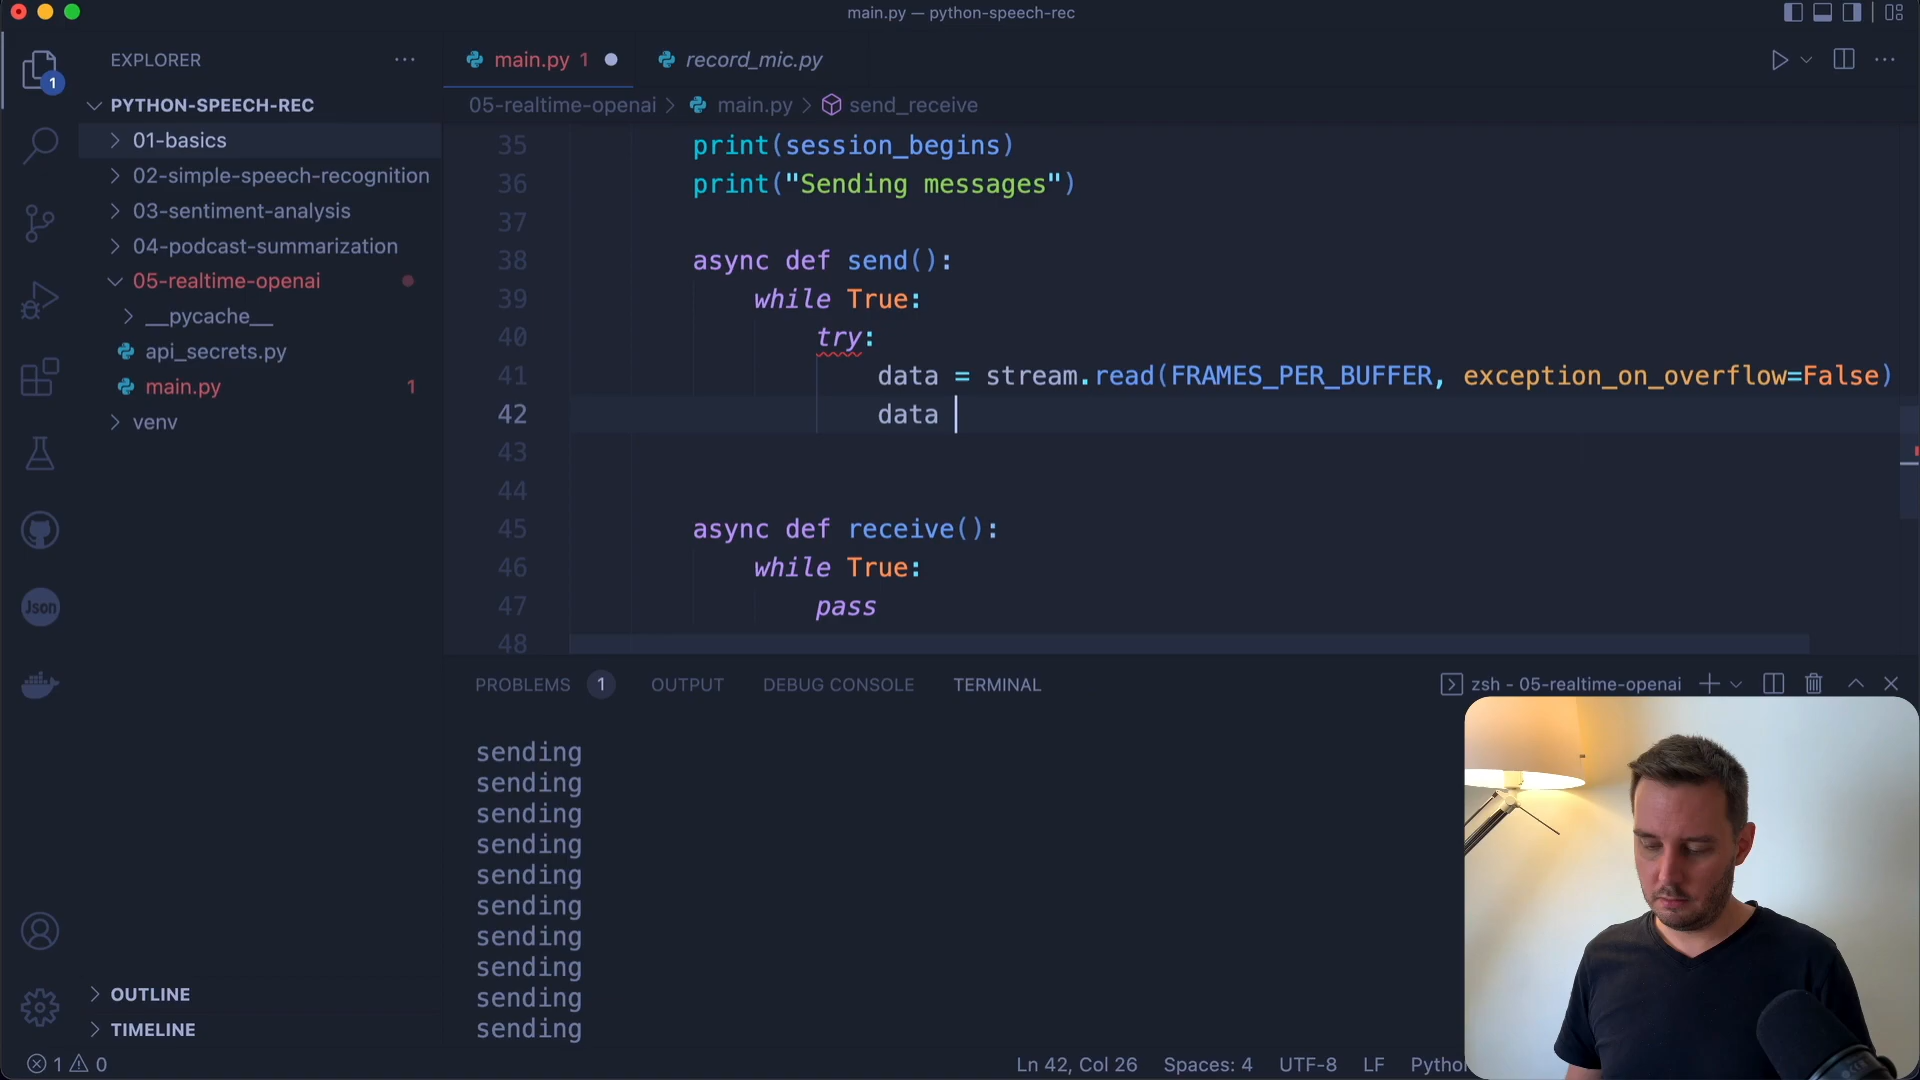 main.py — python-speech-rec
EXPLORER
main.py 1
record_mic.py
1
PYTHON-SPEECH-REC
05-realtime-openai > main.py > send_receive
01-basics
02-simple-speech-recognition
03-sentiment-analysis
04-podcast-summarization
05-realtime-openai
__pycache__
api_secrets.py
main.py 1
venv
35 print(session_begins)
36 print("Sending messages")
37
38 async def send():
39 while True:
40 try:
41 data = stream.read(FRAMES_PER_BUFFER, exception_on_overflow=False)
42 data
43
44
45 async def receive():
46 while True:
47 pass
48
Json
PROBLEMS 1 OUTPUT DEBUG CONSOLE TERMINAL
zsh - 05-realtime-openai
sending
sending
sending
sending
sending
sending
sending
sending
sending
sending
OUTLINE
TIMELINE
1 0
Ln 42, Col 26 Spaces: 4 UTF-8 LF